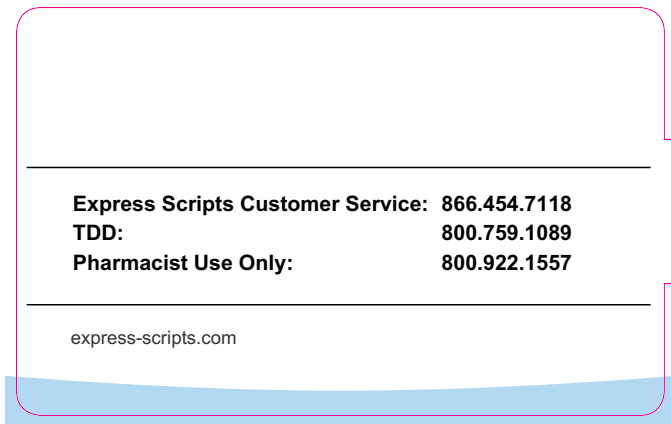 Express Scripts Customer Service: 866.454.7118
TDD: 800.759.1089
Pharmacist Use Only: 800.922.1557
express-scripts.com